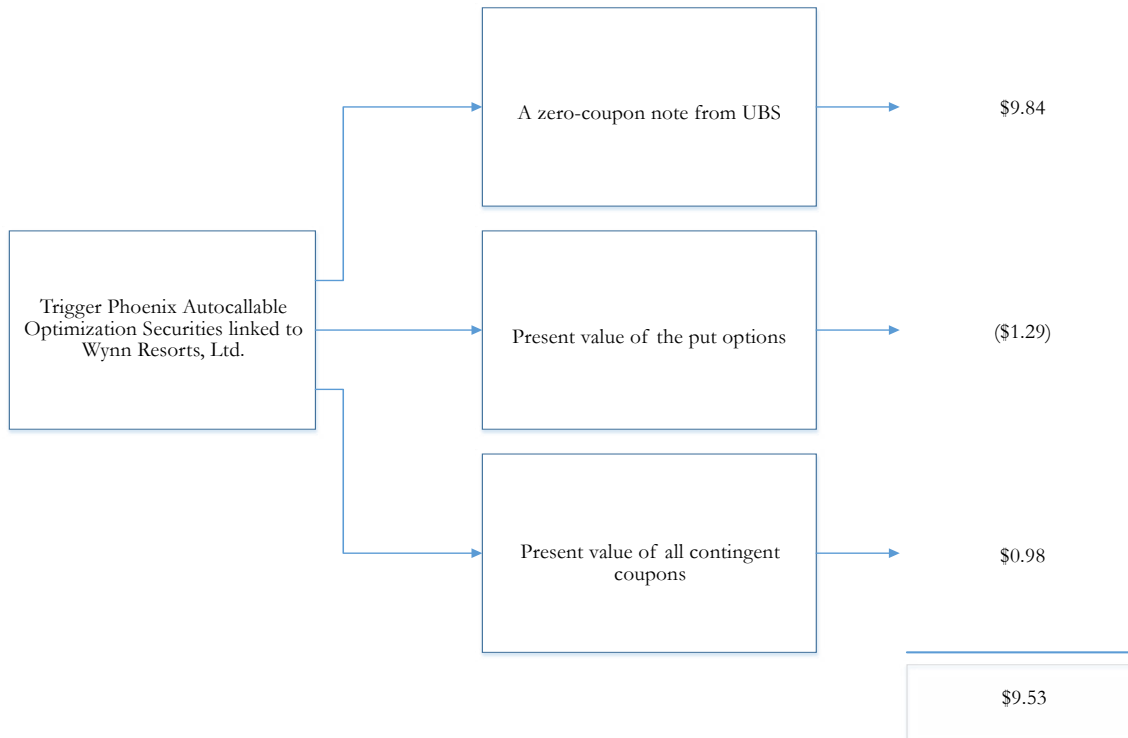 A zero-coupon note from UBS
$9.84
Trigger Phoenix Autocallable
Optimization Securities linked to
Wynn Resorts, Ltd.
Present value of the put options
($1.29)
Present value of all contingent
coupons
$0.98
$9.53